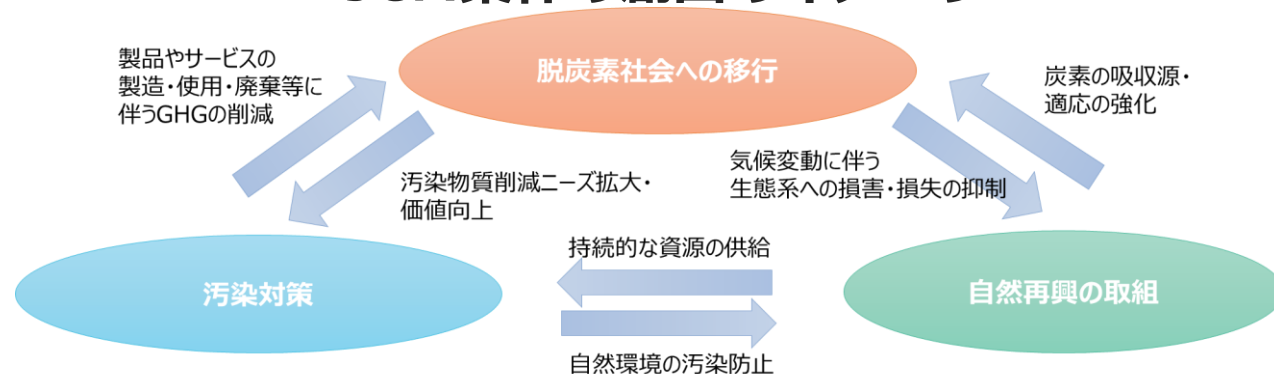 脱炭素社会への移行
製品やサービスの
製造・使用・廃棄等に
伴うGHGの削減
炭素の吸収源・
適応の強化
汚染物質削減ニーズ拡大・
価値向上
気候変動に伴う
生態系への損害・損失の抑制
持続的な資源の供給
汚染対策
自然再興の取組
自然環境の汚染防止